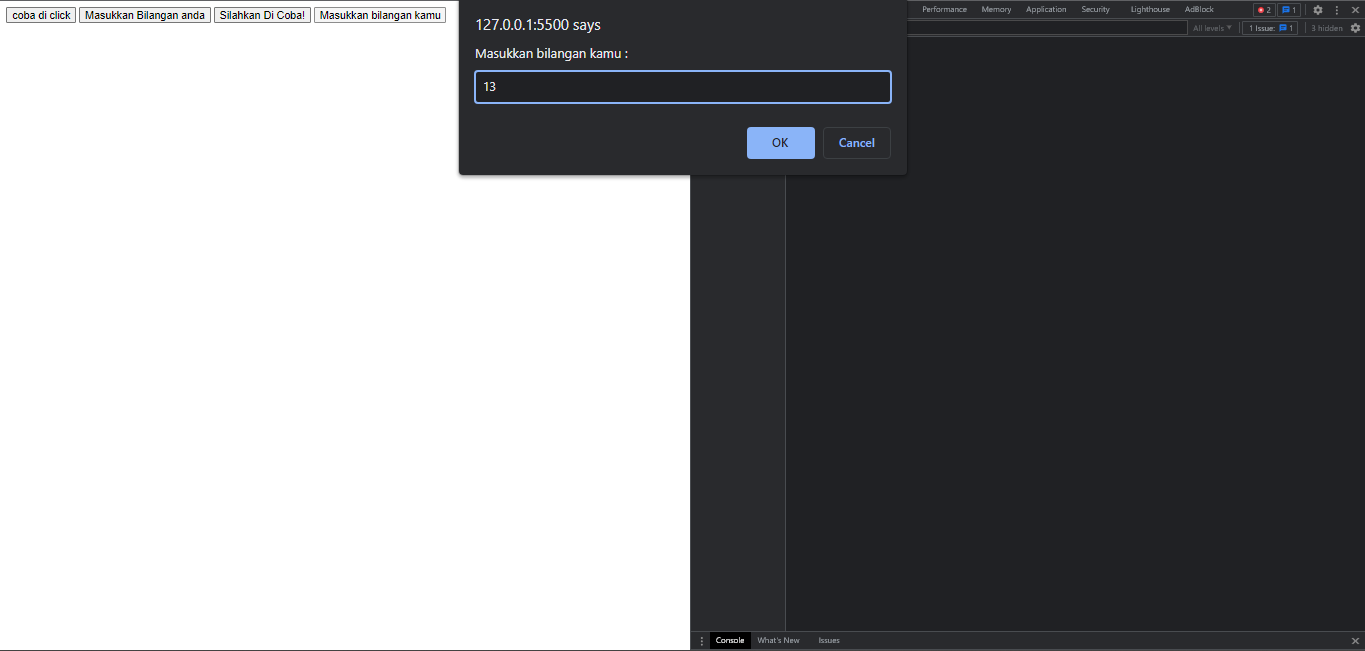 coba di click Masukkan Bilangan anda Silahkan Di Coba! Masukkan bilangan kamu
127.0.0.1:5500 says
Masukkan bilangan kamu :
13
OK Cancel
Performance Memory Application Security Lighthouse AdBlock 2 1
All levels 1 Issue: 1 3 hidden
Console What's New Issues